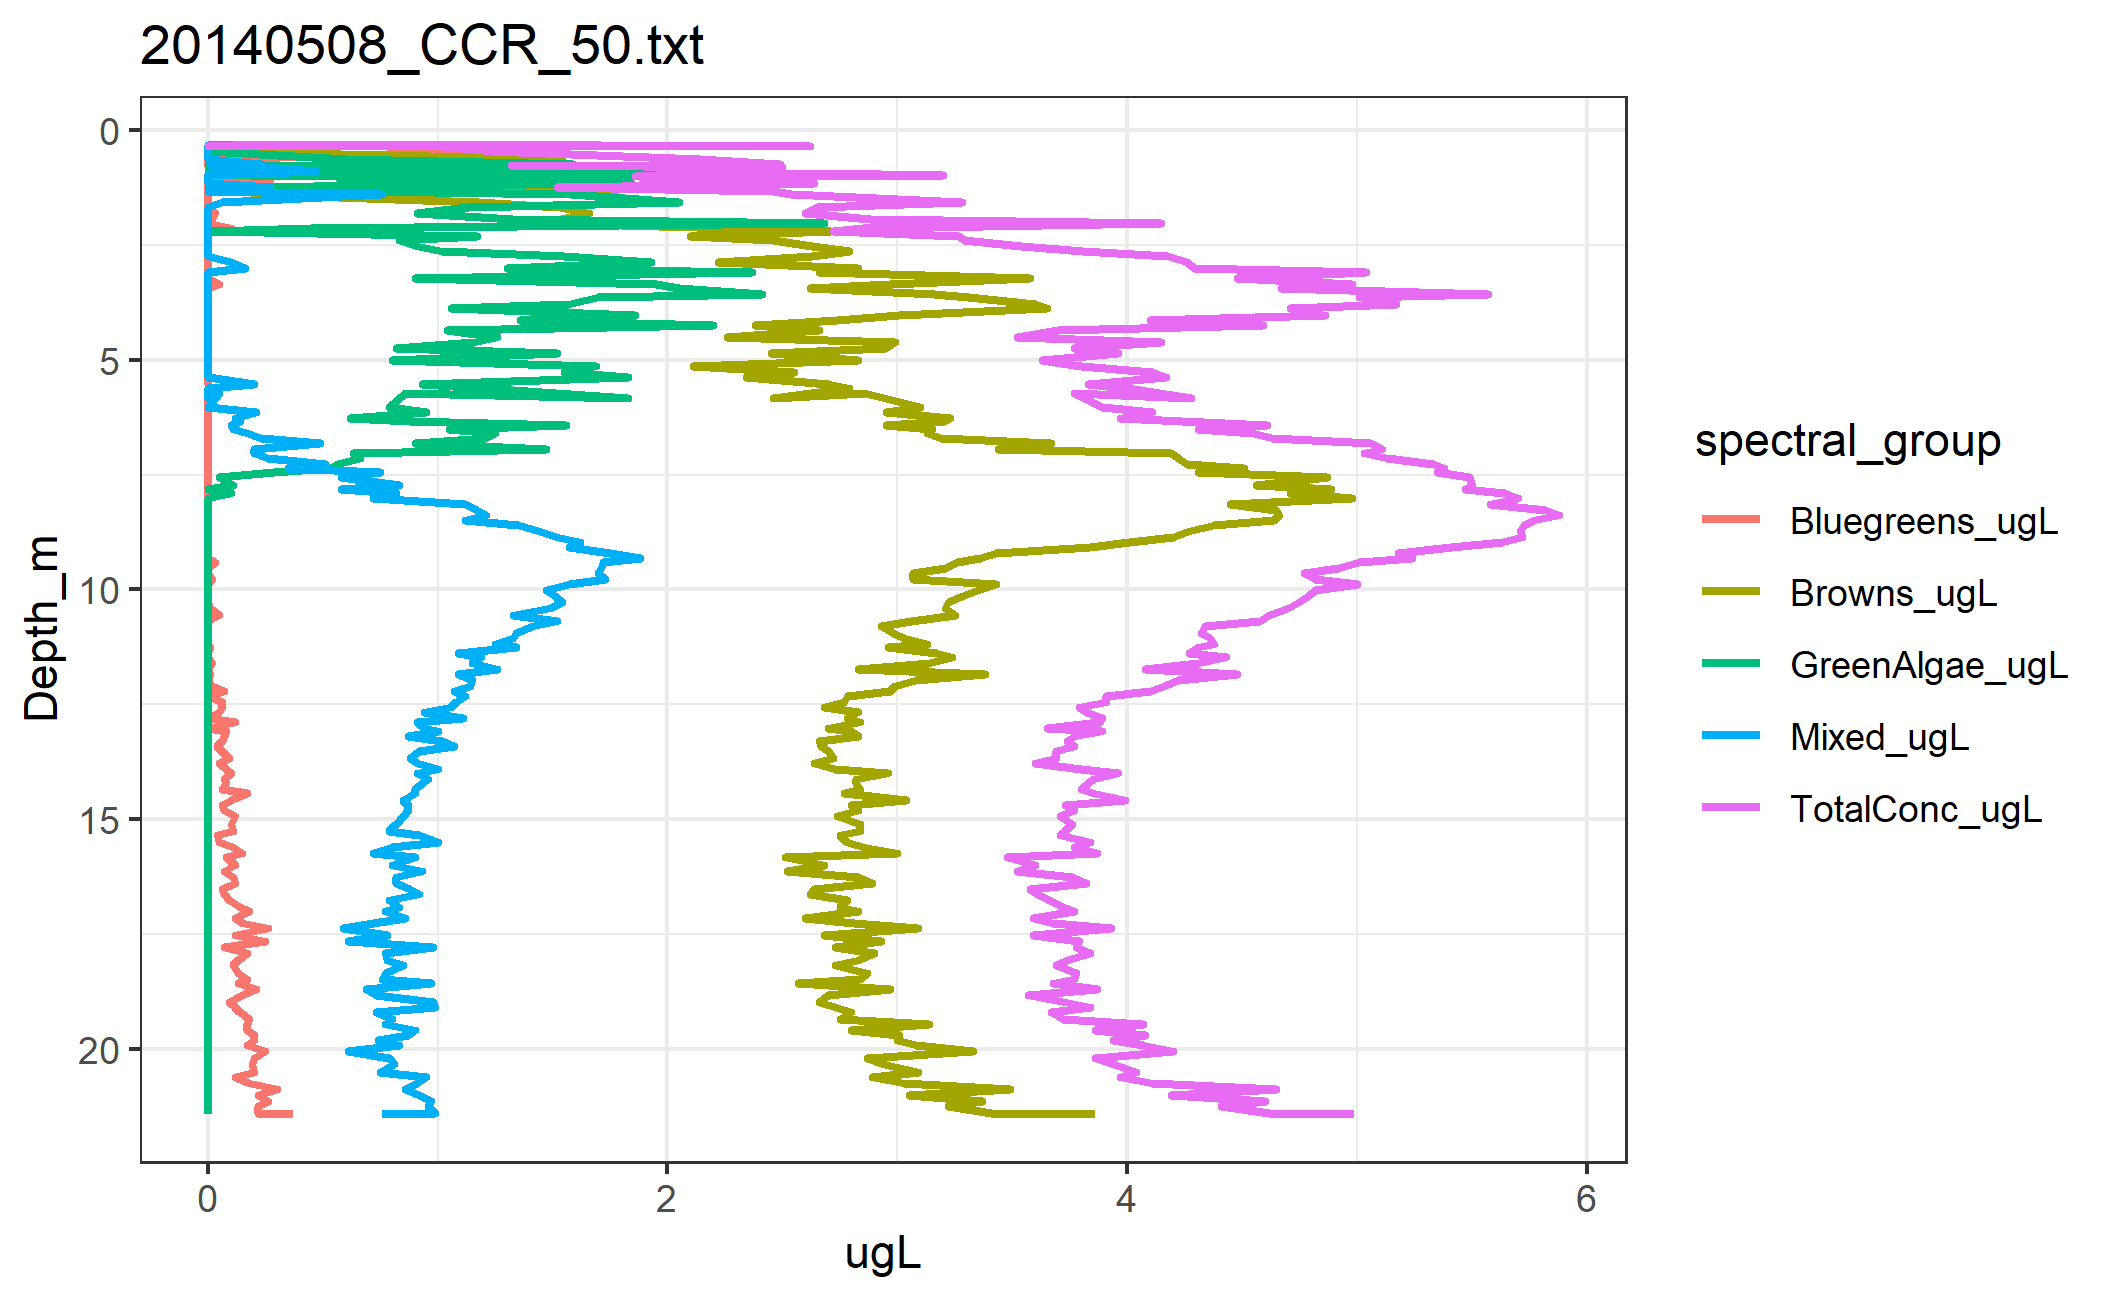 20140508_CCR_50.txt
0
5
10
15
20
Depth_m
0 2 4 6
ugL
spectral_group
Bluegreens_ugL
Browns_ugL
GreenAlgae_ugL
Mixed_ugL
TotalConc_ugL